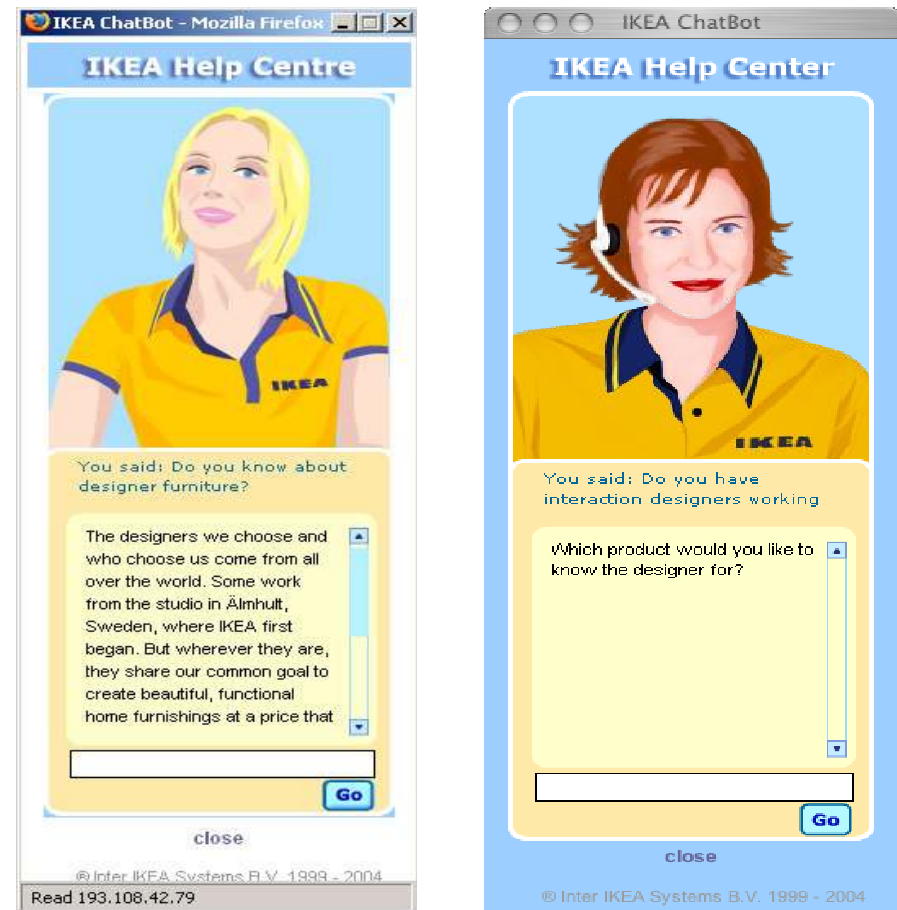 IKEA ChatBot - Mozilla Firefox
IKEA Help Centre
IKEA
You said: Do you know about
designer furniture?
The designers we choose and
who choose us come from all
over the world. Some work
from the studio in Älmhult,
Sweden, where IKEA first
began. But wherever they are,
they share our common goal to
create beautiful, functional
home furnishings at a price that
Go
close
® Inter IKEA Systems B.V. 1999 - 2004
Read 193.108.42.79
IKEA ChatBot
IKEA Help Center
IKEA
You said: Do you have
interaction designers working
Which product would you like to
know the designer for?
Go
close
® Inter IKEA Systems B.V. 1999 - 2004